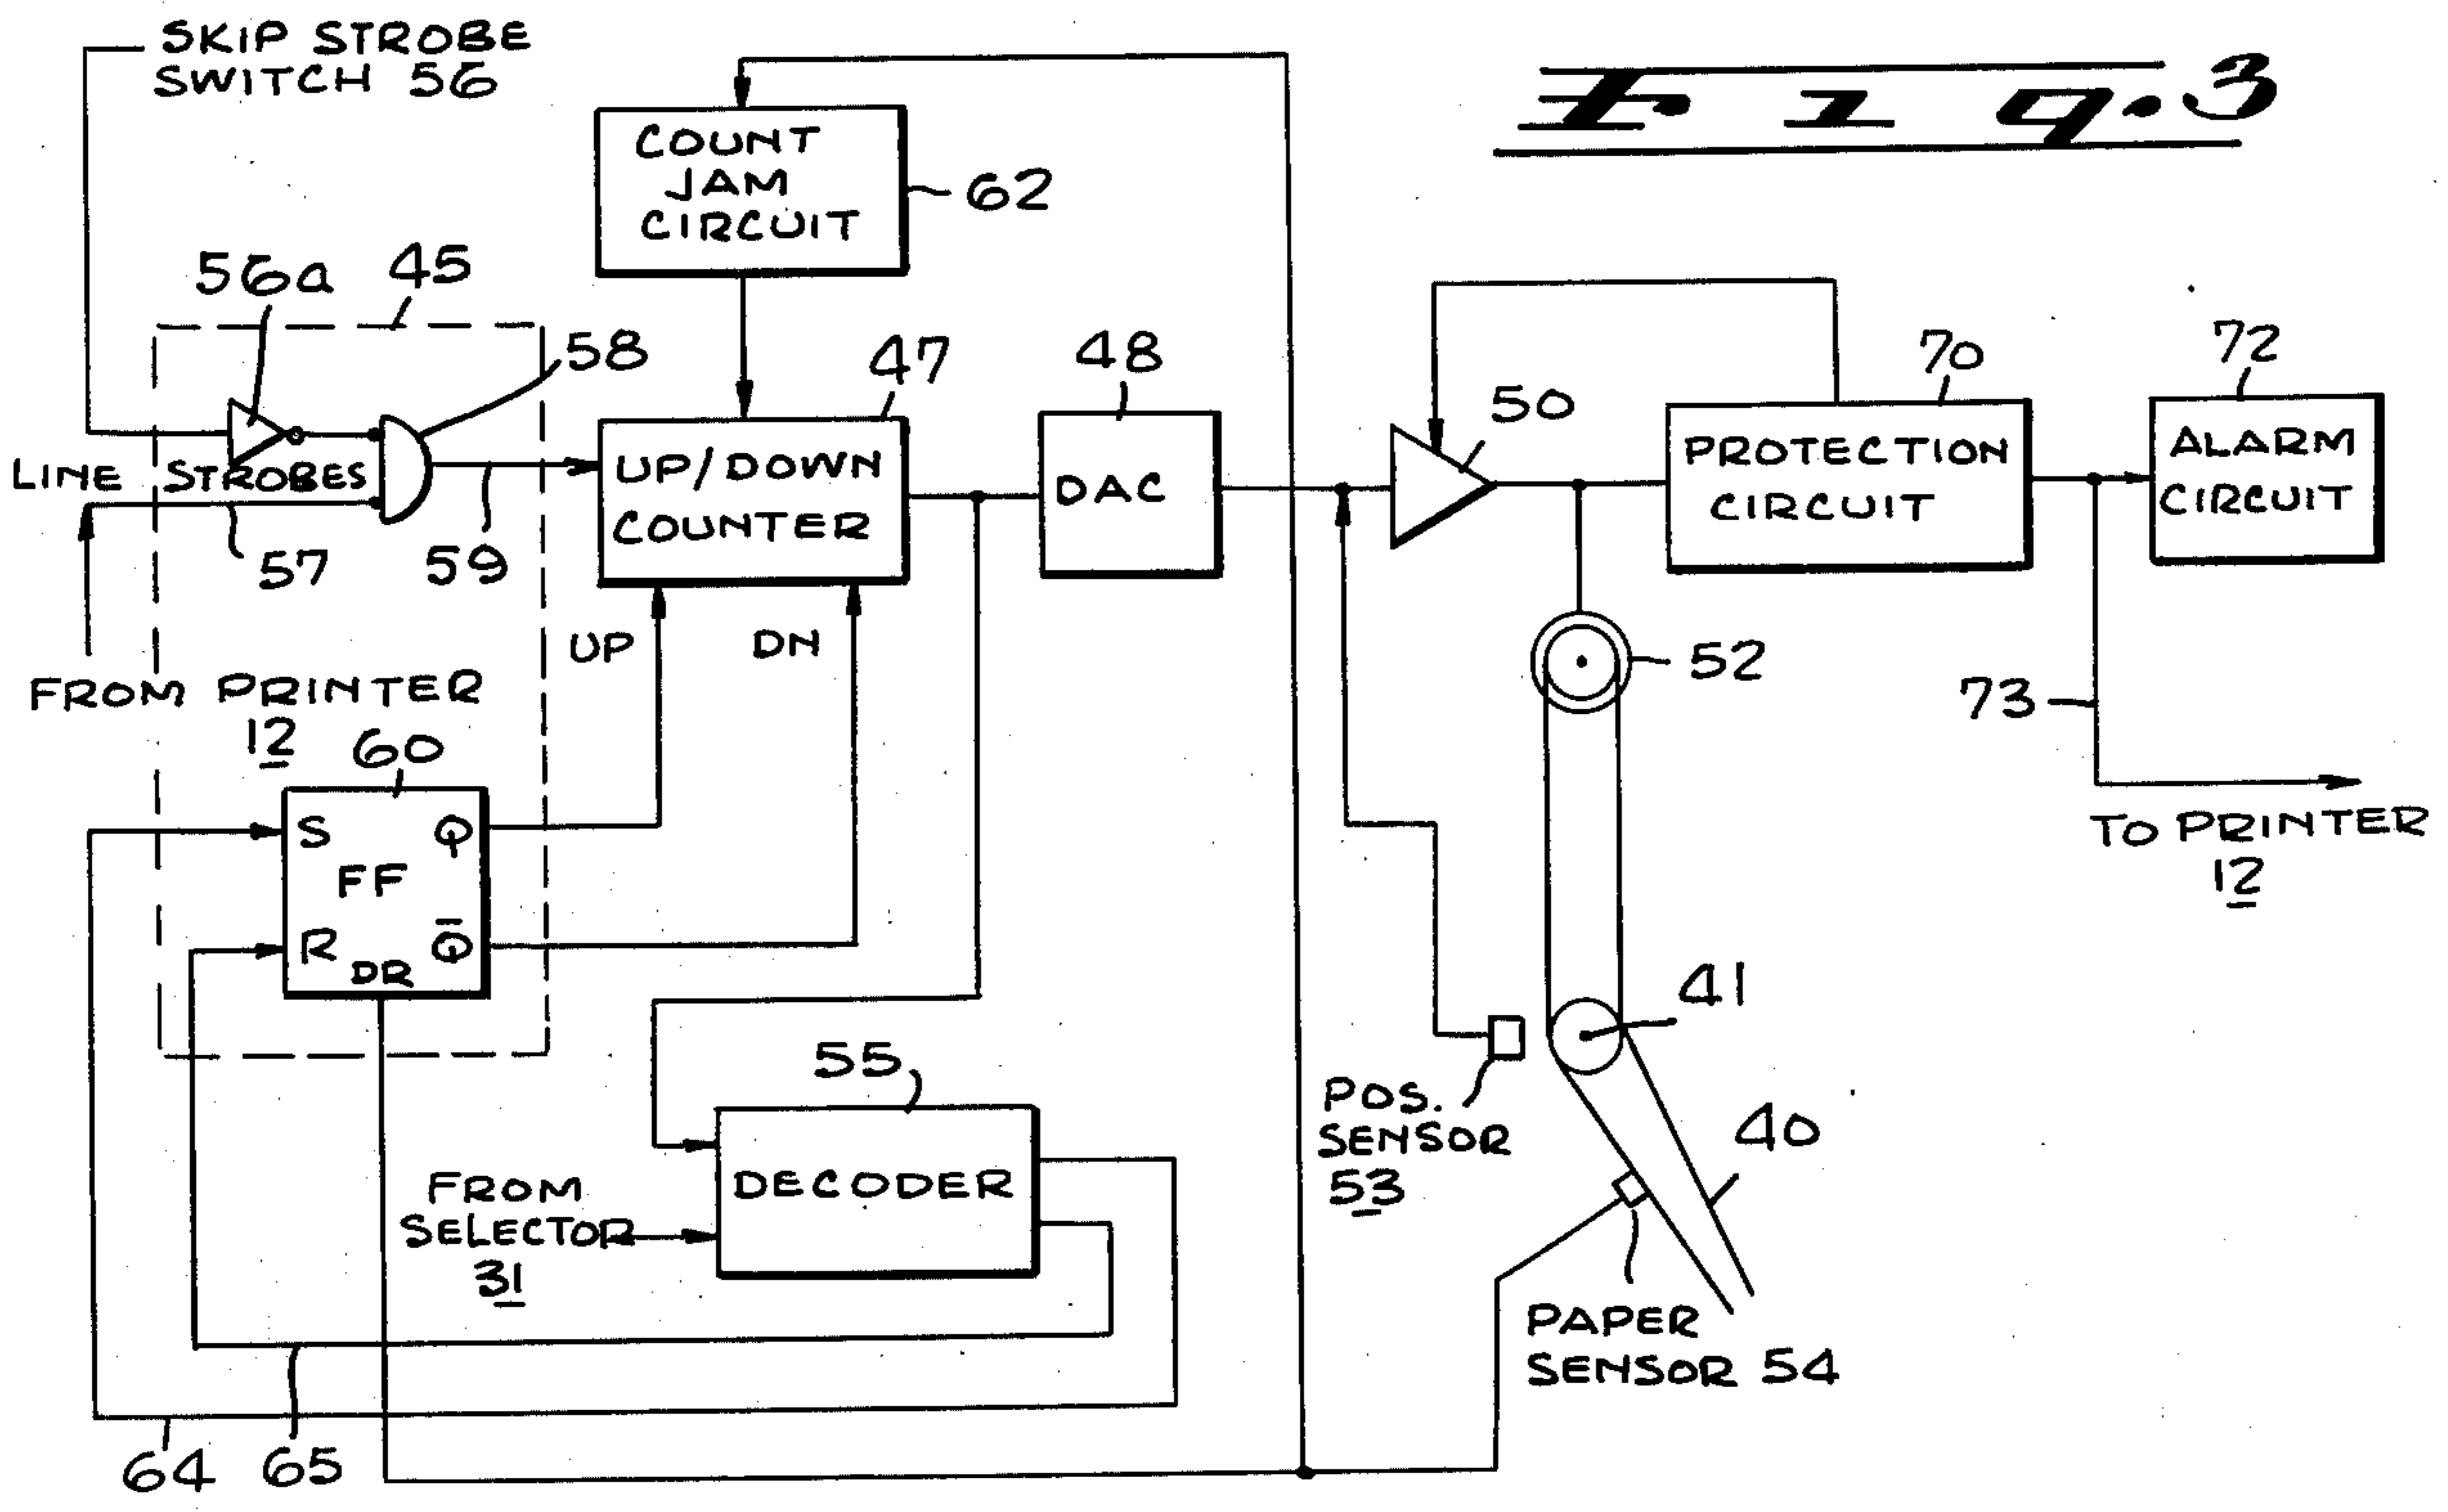 SKIP STROBE
SWITCH 56
Fig. 3
COUNT
JAM
CIRCUIT
62
56a
45
58
47
48
50
70
72
LINE STROBES
UP/DOWN
COUNTER
DAC
PROTECTION
CIRCUIT
ALARM
CIRCUIT
57
59
UP
DN
52
73
FROM PRINTER
12
60
S
Q
FF
R
Q̅
DR
TO PRINTER
12
41
55
POS.
SENSOR
53
40
DECODER
FROM
SELECTOR
31
PAPER
SENSOR 54
64
65